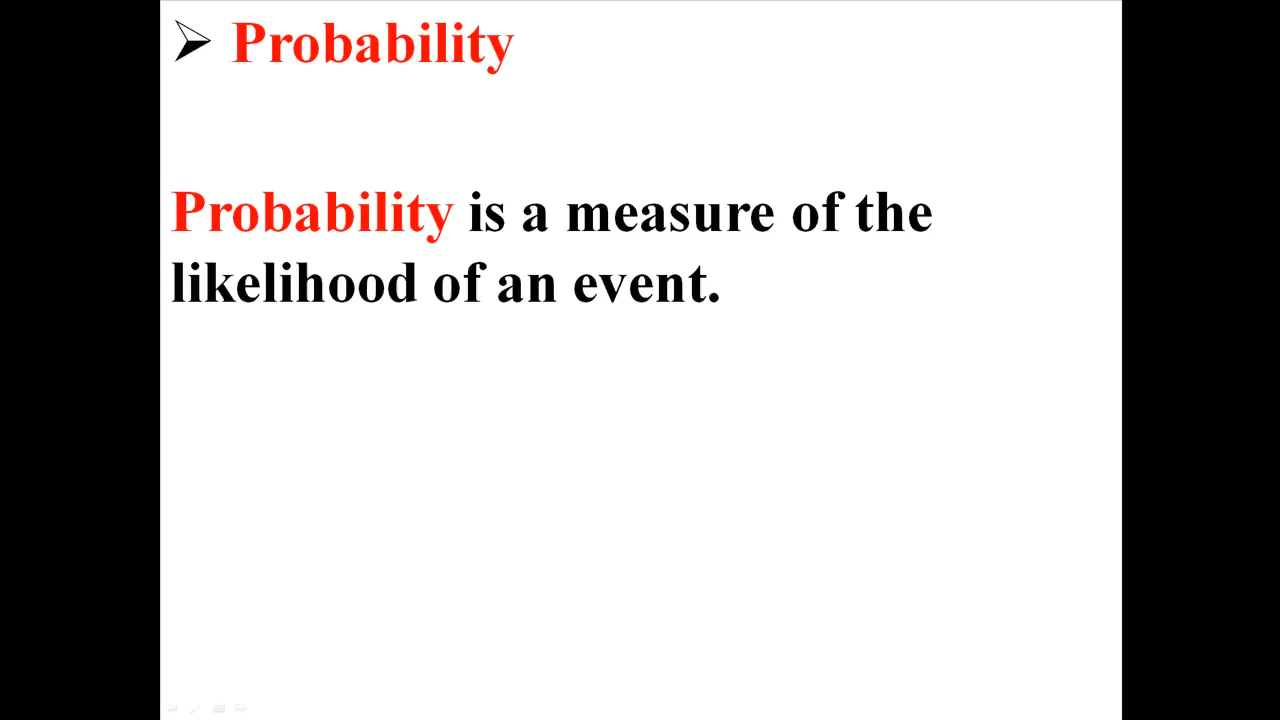 Probability
Probability is a measure of the
likelihood of an event.